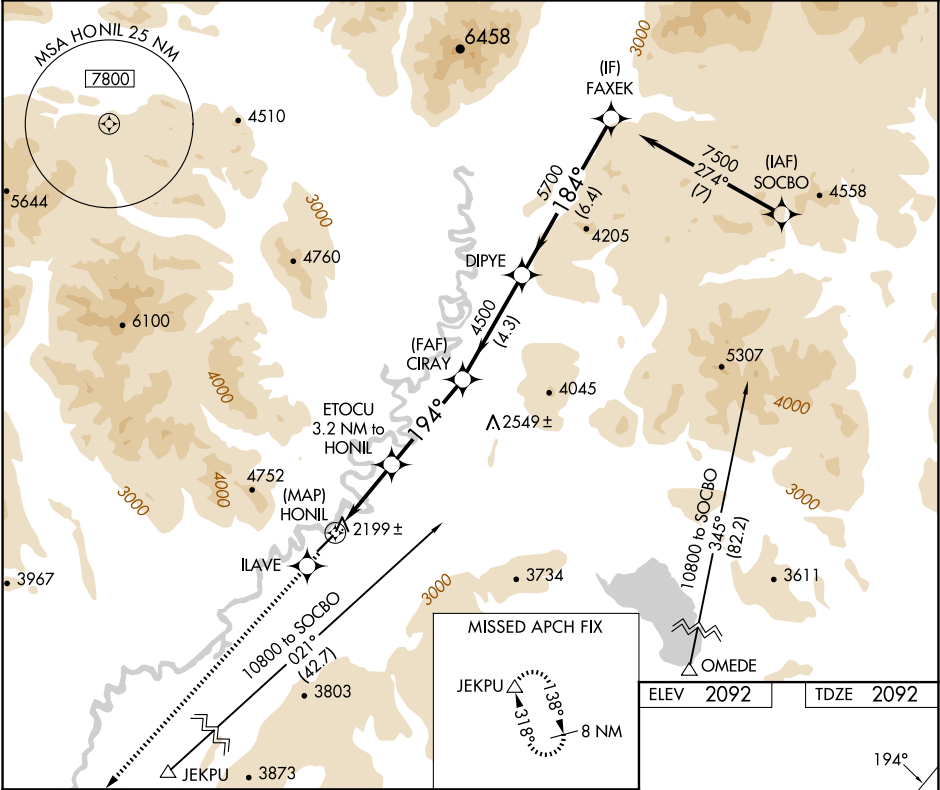 MSA HONIL 25 NM
7800
4510
5644
6458
3000
(IF)
FAXEK
7500
274°
(7)
(IAF)
SOCBO
4558
5700
184°
(6.4)
4205
3000
4760
DIPYE
6100
4500
(4.3)
(FAF)
CIRAY
5307
4000
4000
4045
2549 ±
194°
ETOCU
3.2 NM to
HONIL
4752
4000
3000
(MAP)
HONIL
2199 ±
3000
ILAVE
3967
3734
3000
3611
10800 to SOCBO
345°
(82.2)
10800 to SOCBO
021°
(42.7)
MISSED APCH FIX
JEKPU
138°
318°
8 NM
OMEDE
3803
JEKPU
3873
ELEV 2092
TDZE 2092
194°